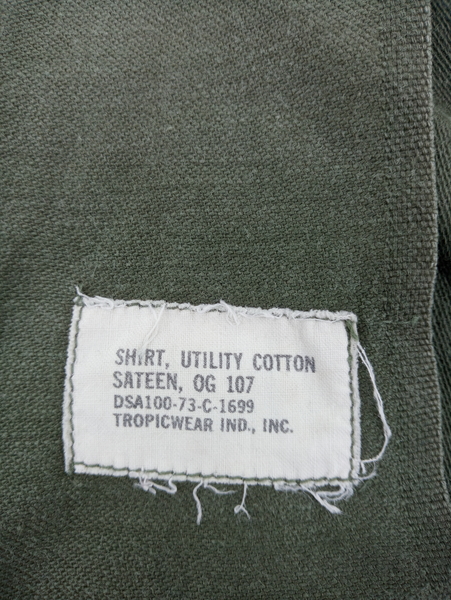 SHIRT, UTILITY COTTON
SATEEN, OG 107
DSA100-73-C-1699
TROPICWEAR IND., INC.